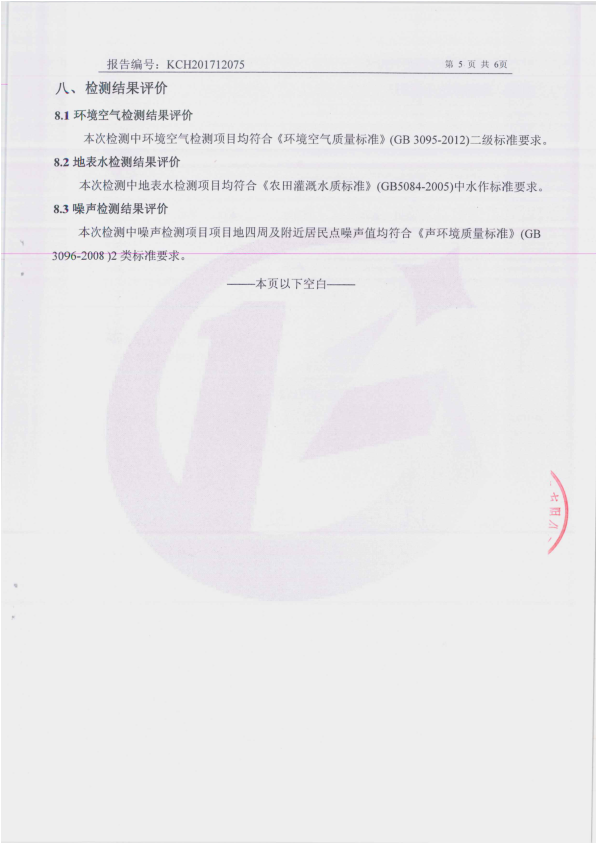 报告编号：KCH201712075 第 5 页 共 6页
八、检测结果评价
8.1 环境空气检测结果评价
本次检测中环境空气检测项目均符合《环境空气质量标准》(GB 3095-2012)二级标准要求。
8.2 地表水检测结果评价
本次检测中地表水检测项目均符合《农田灌溉水质标准》(GB5084-2005)中水作标准要求。
8.3 噪声检测结果评价
本次检测中噪声检测项目项目地四周及附近居民点噪声值均符合《声环境质量标准》(GB
3096-2008 )2 类标准要求。
——本页以下空白——